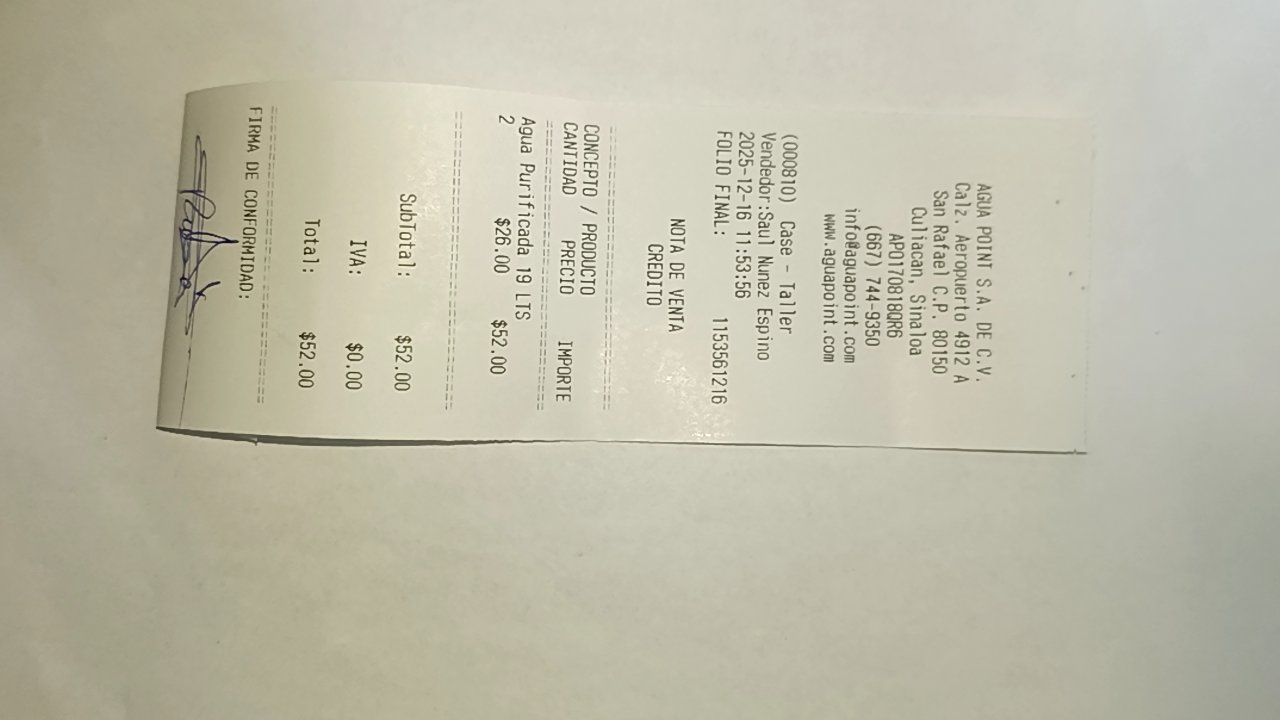 AGUA POINT S.A. DE C.V.
Calz. Aeropuerto 4912 A
San Rafael C.P. 80150
Culiacan, Sinaloa
APO170818QR6
(667) 744-9350
info@aguapoint.com
www.aguapoint.com
(000810) Case - Taller
Vendedor:Saul Nunez Espino
2025-12-16 11:53:56
FOLIO FINAL: 1153561216
NOTA DE VENTA
CREDITO
CONCEPTO / PRODUCTO
CANTIDAD PRECIO IMPORTE
Agua Purificada 19 LTS
2 $26.00 $52.00
SubTotal: $52.00
IVA: $0.00
Total: $52.00
FIRMA DE CONFORMIDAD: